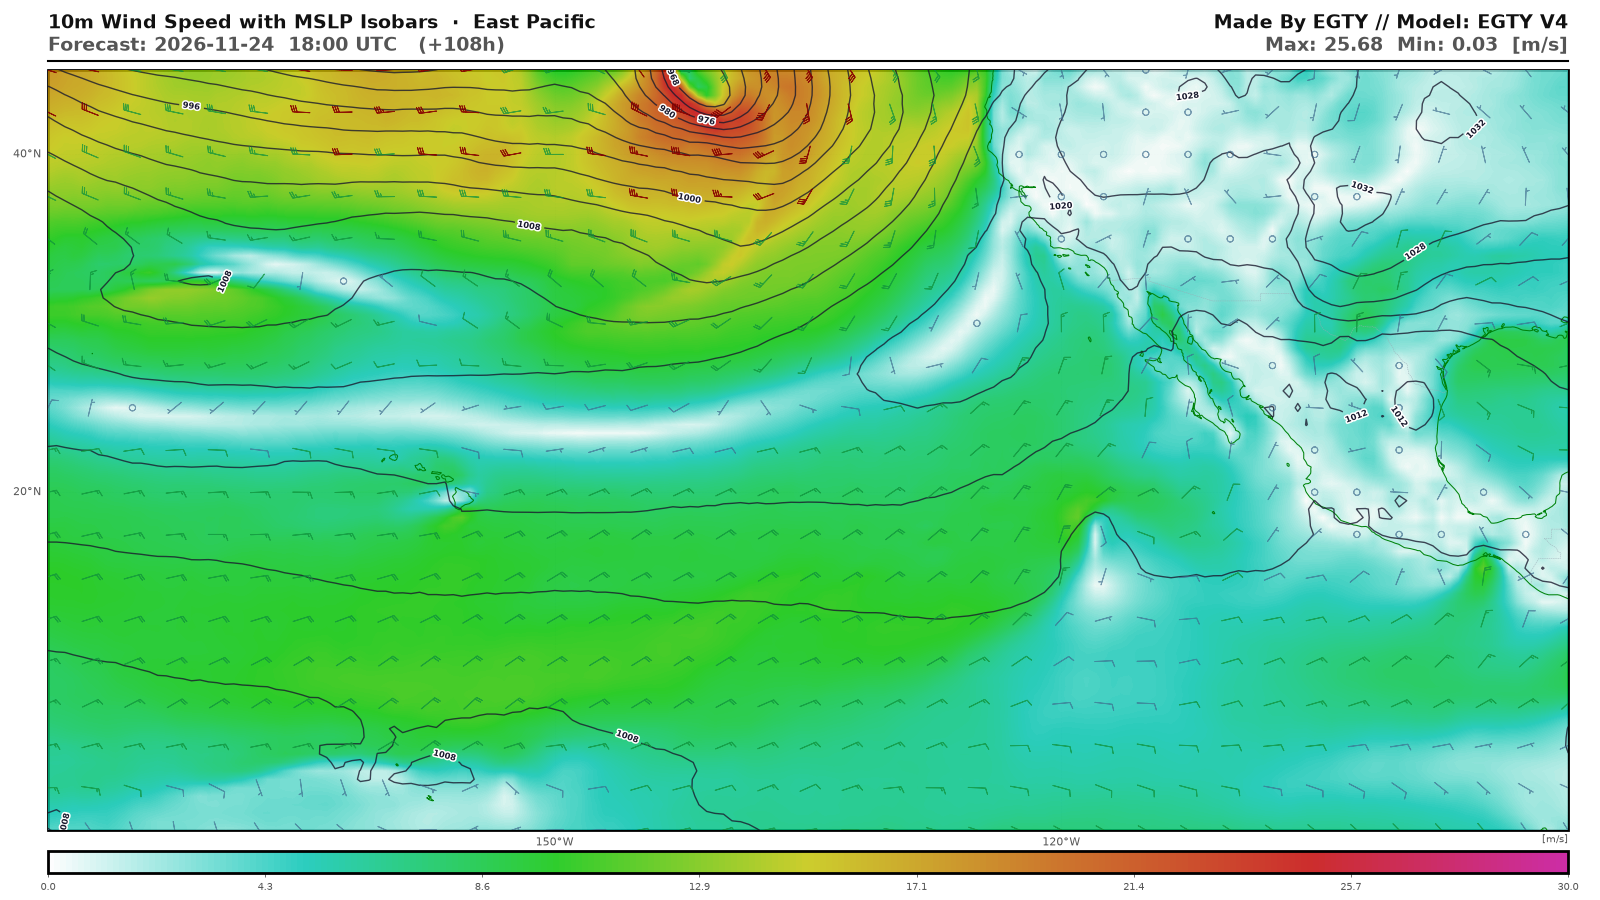 10m Wind Speed with MSLP Isobars · East Pacific
Made By EGTY // Model: EGTY V4
Forecast: 2026-11-24 18:00 UTC (+108h)
Max: 25.68 Min: 0.03 [m/s]
968
996
980
976
1028
1032
40°N
1032
1000
1020
1008
1028
1008
1012
1012
20°N
1008
1008
008
150°W
120°W
[m/s]
0.0
4.3
8.6
12.9
17.1
21.4
25.7
30.0